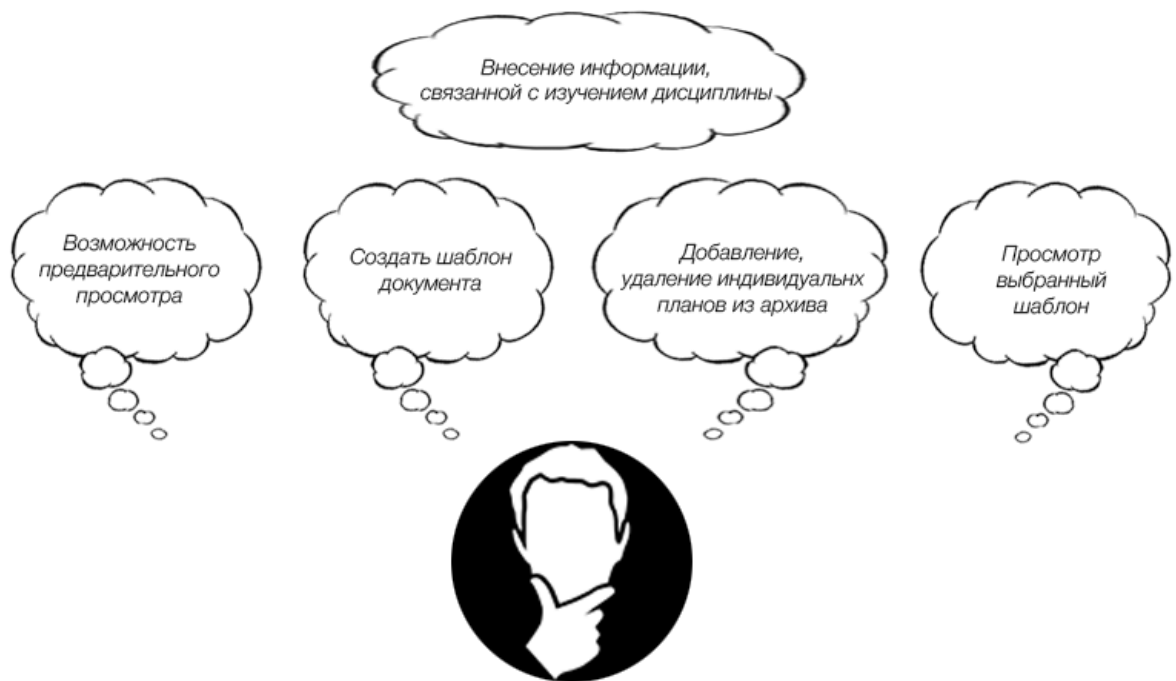 Внесение информации,
связанной с изучением дисциплины
Возможность
предварительного
просмотра
Создать шаблон
документа
Добавление,
удаление индивидуальнх
планов из архива
Просмотр
выбранный
шаблон